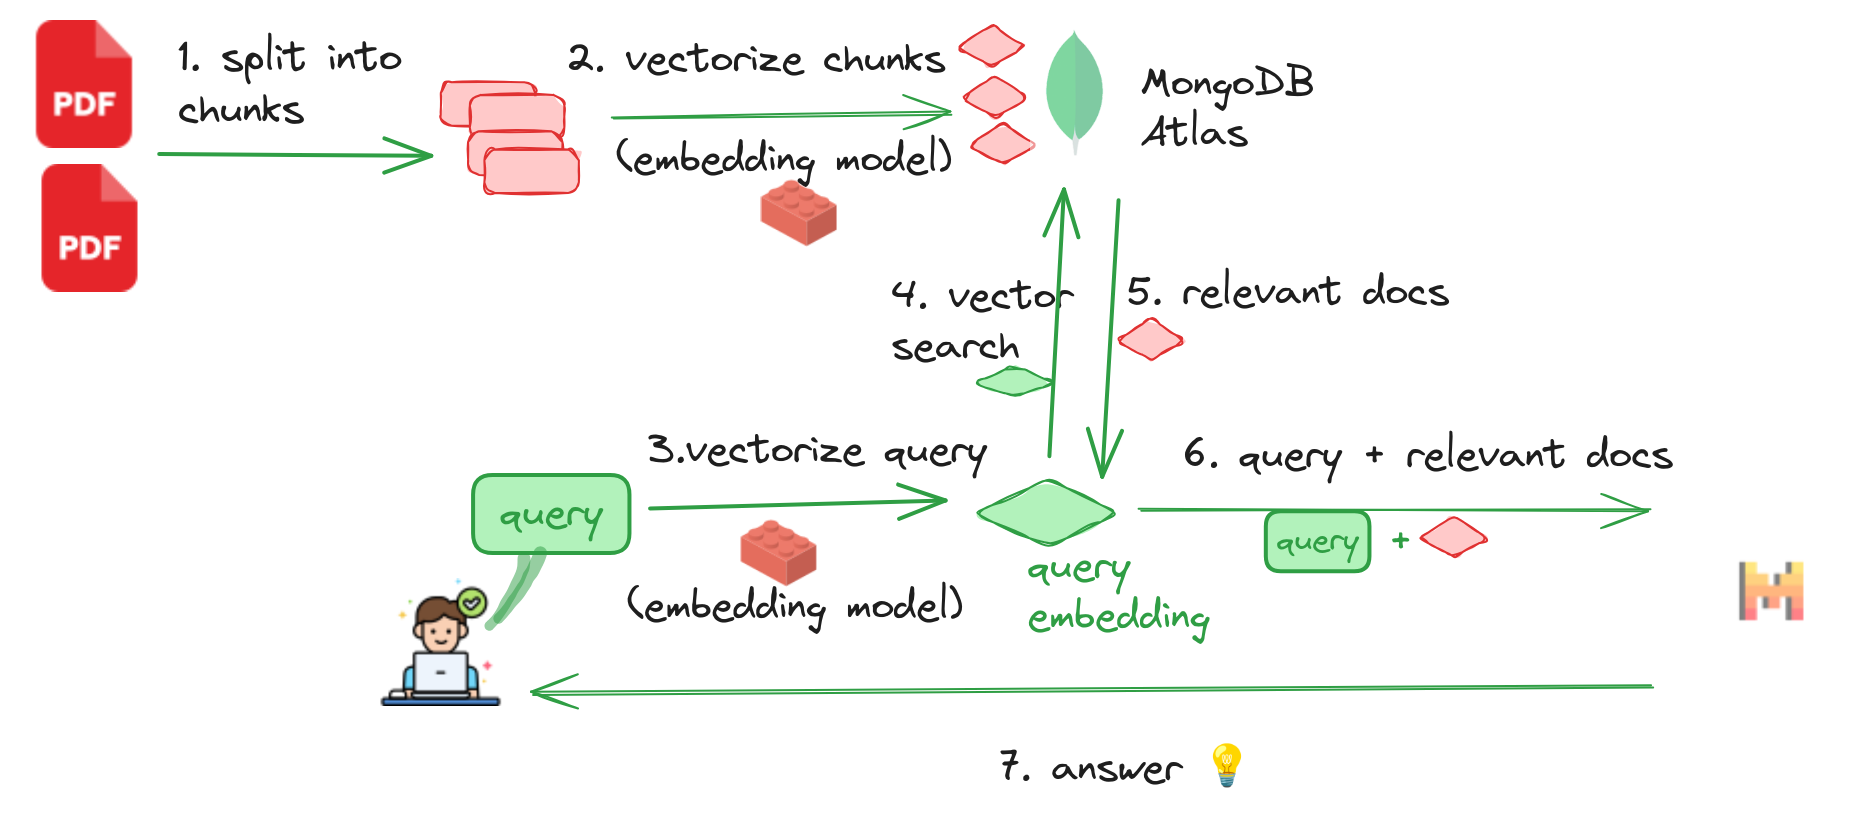 PDF
PDF
1. split into
chunks
2. vectorize chunks
(embedding model)
MongoDB
Atlas
4. vector
search
5. relevant docs
3.vectorize query
query
(embedding model)
query
embedding
6. query + relevant docs
query +
7. answer